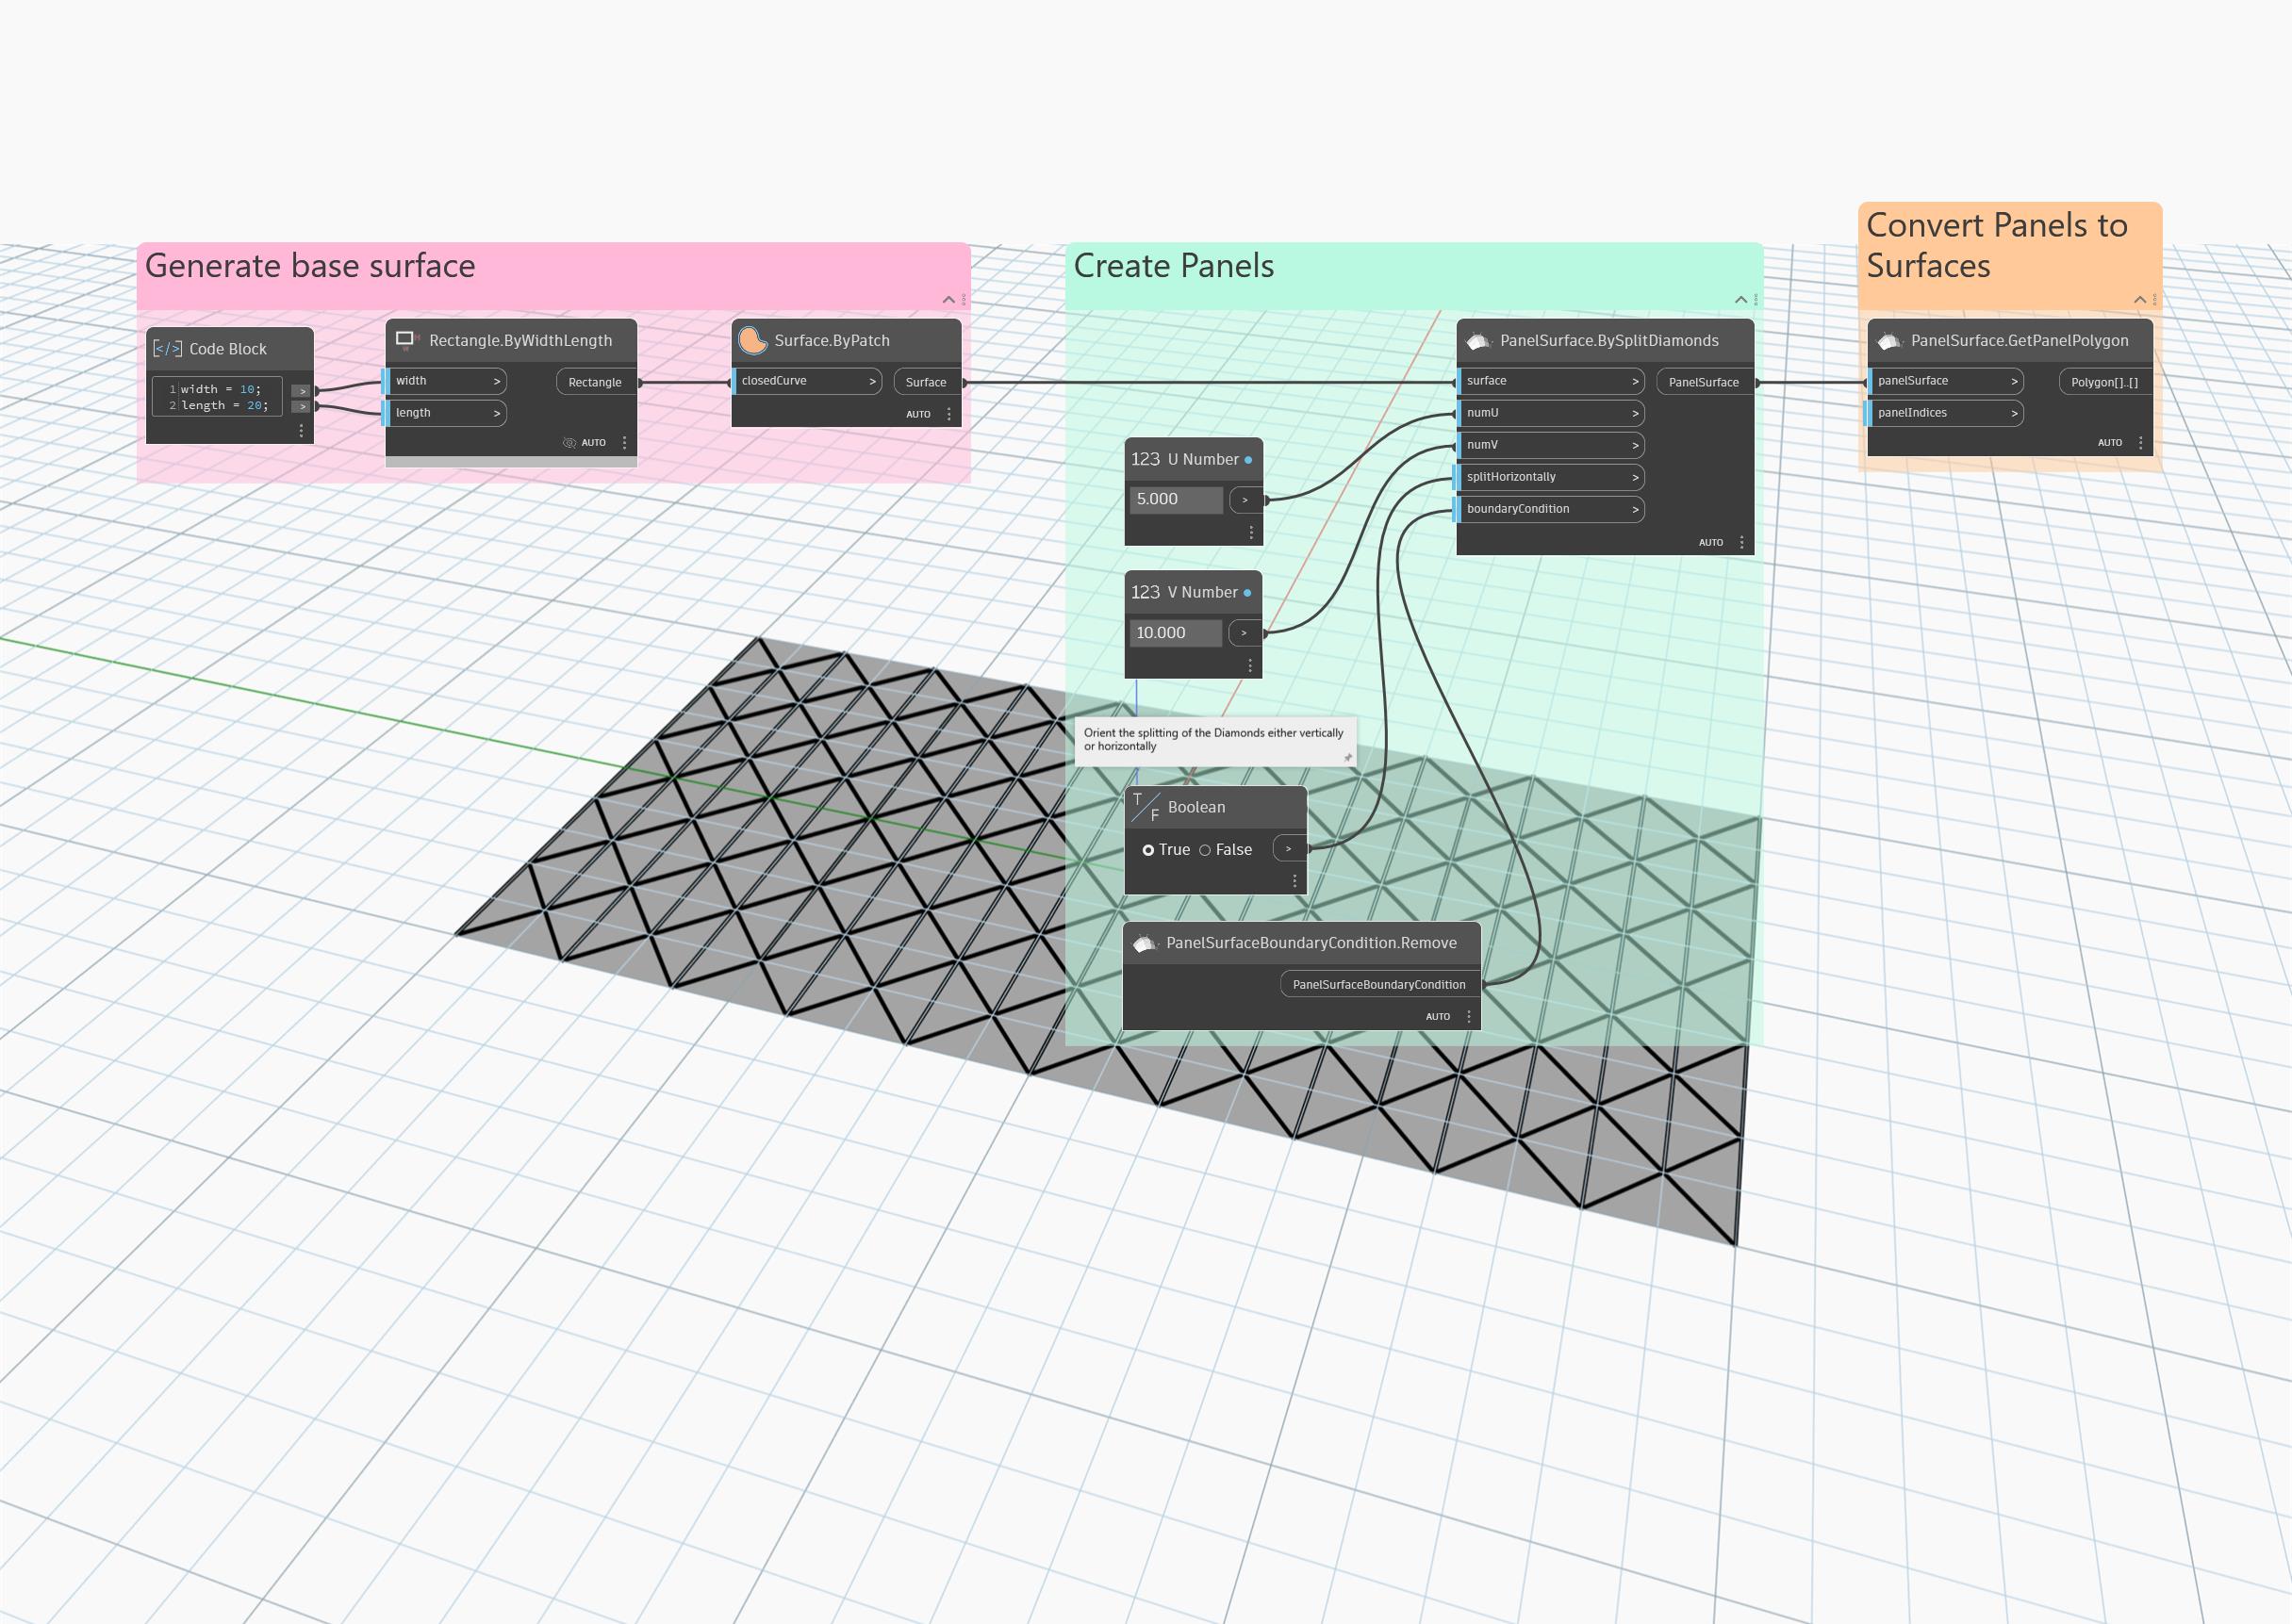 Generate base surface
Code Block
1 width = 10;
2 length = 20;
>
>
Rectangle.ByWidthLength
width >
Rectangle
length >
AUTO
Surface.ByPatch
closedCurve >
Surface
AUTO
Create Panels
123 U Number
5.000
>
123 V Number
10.000
>
Orient the splitting of the Diamonds either vertically
or horizontally
T/F Boolean
True False
>
PanelSurfaceBoundaryCondition.Remove
PanelSurfaceBoundaryCondition
AUTO
PanelSurface.BySplitDiamonds
surface >
PanelSurface
numU >
numV >
splitHorizontally >
boundaryCondition >
AUTO
Convert Panels to
Surfaces
PanelSurface.GetPanelPolygon
panelSurface >
Polygon[]..[]
panelIndices >
AUTO